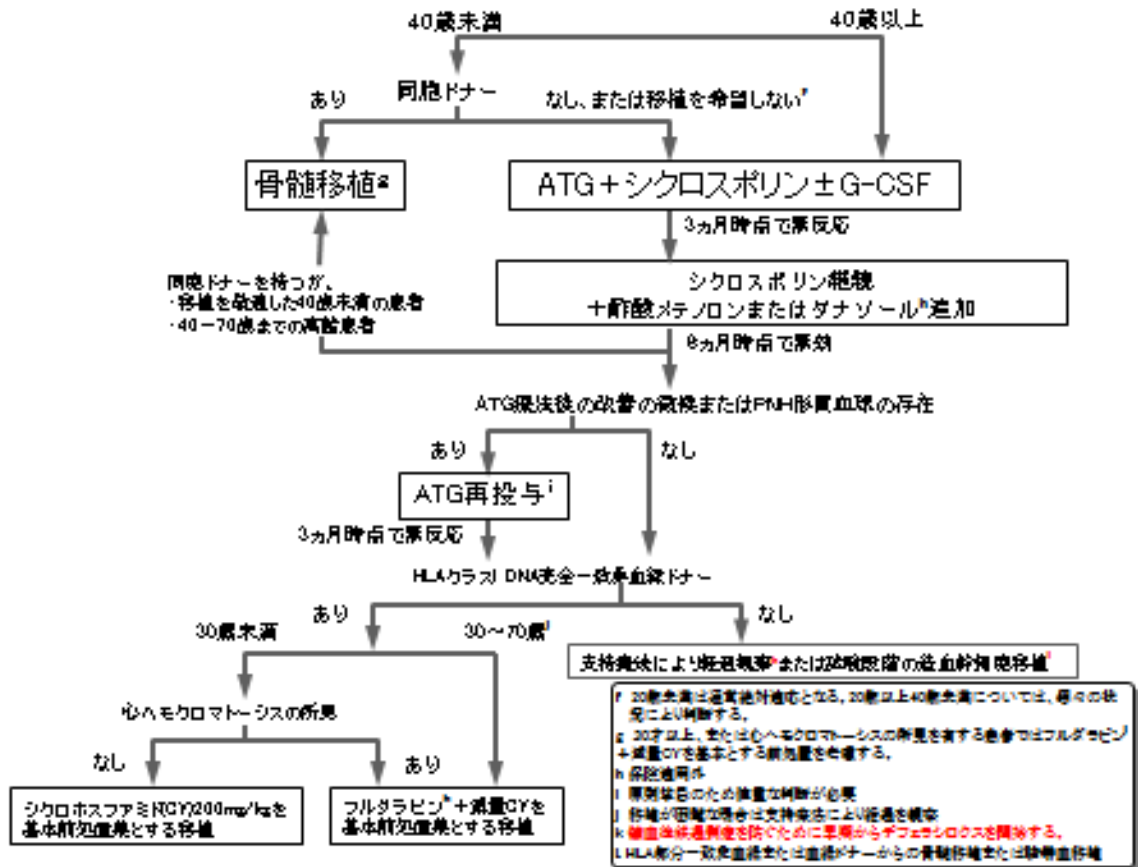 40歳未満
40歳以上
同胞ドナー
あり
なし、または移植を希望しない f
骨髄移植 g
ATG+シクロスポリン±G-CSF
3ヵ月時点で無反応
同胞ドナーを持つが、
・移植を敬遠した40歳未満の患者
・40-70歳までの高齢患者
シクロスポリン継続
+酢酸メテノロンまたはダナゾール h 追加
6ヵ月時点で無効
ATG療法後の改善の徴候またはPNH形質血球の存在
あり
なし
ATG再投与 i
3ヵ月時点で無反応
HLAクラスI DNA完全一致非血縁ドナー
あり
なし
30歳未満
30~70歳 j
支持療法により経過観察 k または試験段階の造血幹細胞移植 l
心ヘモクロマトーシスの所見
なし
あり
シクロホスファミド(CY)200mg/kgを
基本前処置薬とする移植
フルダラビン h +減量CYを
基本前処置薬とする移植
f 20歳未満は通常絶対適応となる。20歳以上40歳未満については、個々の状
況により判断する。
g 30才以上、または心ヘモクロマトーシスの所見を有する患者ではフルダラビン
+減量CYを基本とする前処置を考慮する。
h 保険適用外
i 原則禁忌のため慎重な判断が必要
j 移植が困難な場合は支持療法により経過を観察
k 輸血後鉄過剰症を防ぐために早期からデフェラシロクスを開始する。
l HLA部分一致非血縁または血縁ドナーからの骨髄移植または臍帯血移植